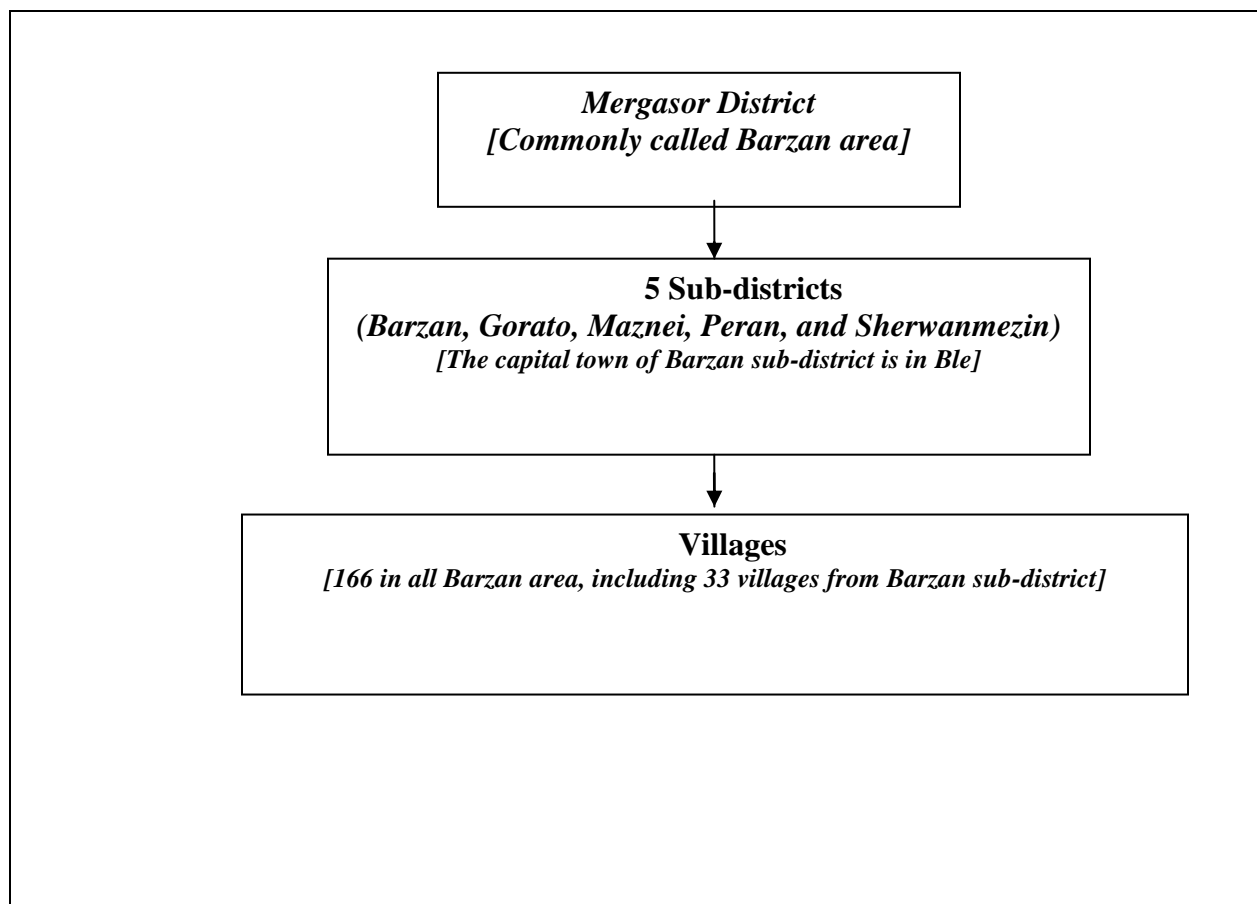 Mergasor District
[Commonly called Barzan area]
5 Sub-districts
(Barzan, Gorato, Maznei, Peran, and Sherwanmezin)
[The capital town of Barzan sub-district is in Ble]
Villages
[166 in all Barzan area, including 33 villages from Barzan sub-district]